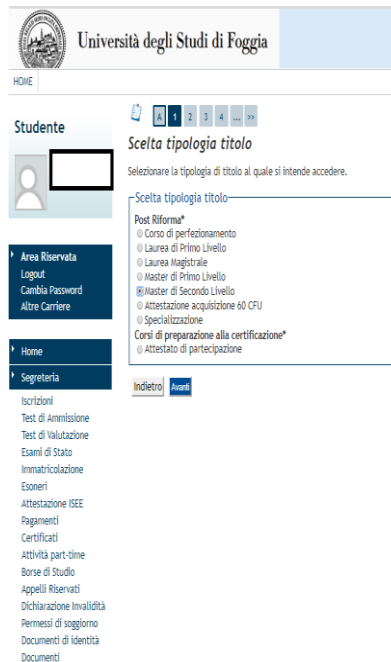 Università degli Studi di Foggia
HOME
Studente
Area Riservata
Logout
Cambia Password
Altre Carriere
Home
Segreteria
Iscrizioni
Test di Ammissione
Test di Valutazione
Esami di Stato
Immatricolazione
Esoneri
Attestazione ISEE
Pagamenti
Certificati
Attività part-time
Borse di Studio
Appelli Riservati
Dichiarazione Invalidità
Permessi di soggiorno
Documenti di identità
Documenti
A 1 2 3 4 ... >>
Scelta tipologia titolo
Selezionare la tipologia di titolo al quale si intende accedere.
Scelta tipologia titolo
Post Riforma*
Corso di perfezionamento
Laurea di Primo Livello
Laurea Magistrale
Master di Primo Livello
Master di Secondo Livello
Attestazione acquisizione 60 CFU
Specializzazione
Corsi di preparazione alla certificazione*
Attestato di partecipazione
Indietro Avanti